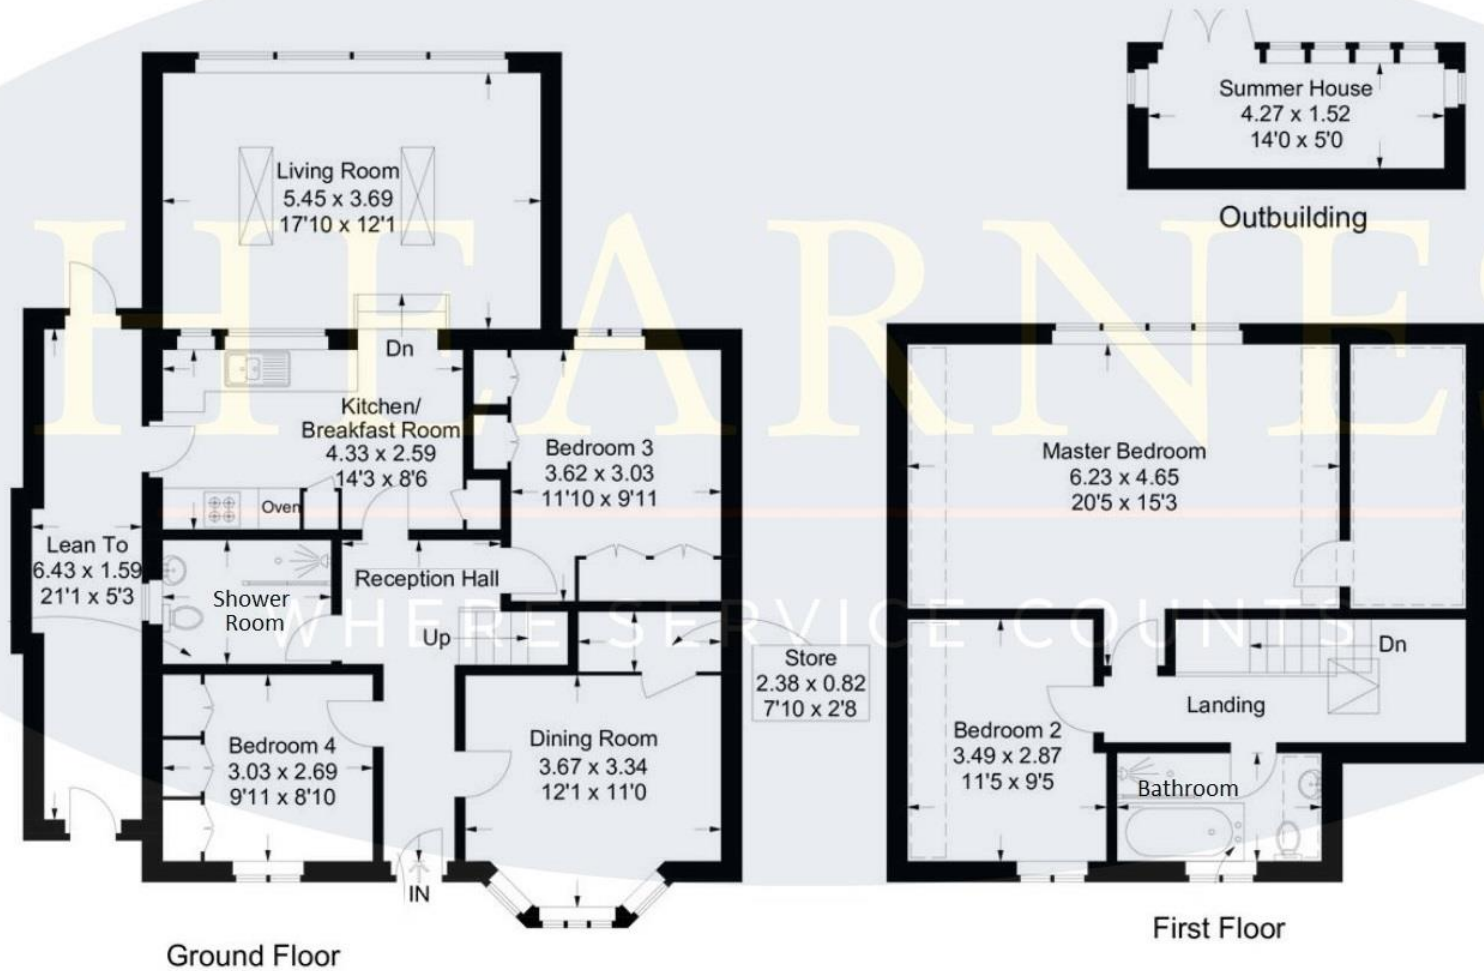 Summer House
4.27 x 1.52
14'0 x 5'0
Outbuilding
Living Room
5.45 x 3.69
17'10 x 12'1
HEARNES
WHERE SERVICE COUNTS
Dn
Kitchen/
Breakfast Room
4.33 x 2.59
14'3 x 8'6
Oven
Bedroom 3
3.62 x 3.03
11'10 x 9'11
Lean To
6.43 x 1.59
21'1 x 5'3
Shower
Room
Reception Hall
Up
Store
2.38 x 0.82
7'10 x 2'8
Bedroom 4
3.03 x 2.69
9'11 x 8'10
Dining Room
3.67 x 3.34
12'1 x 11'0
IN
Ground Floor
Master Bedroom
6.23 x 4.65
20'5 x 15'3
Dn
Landing
Bedroom 2
3.49 x 2.87
11'5 x 9'5
Bathroom
First Floor